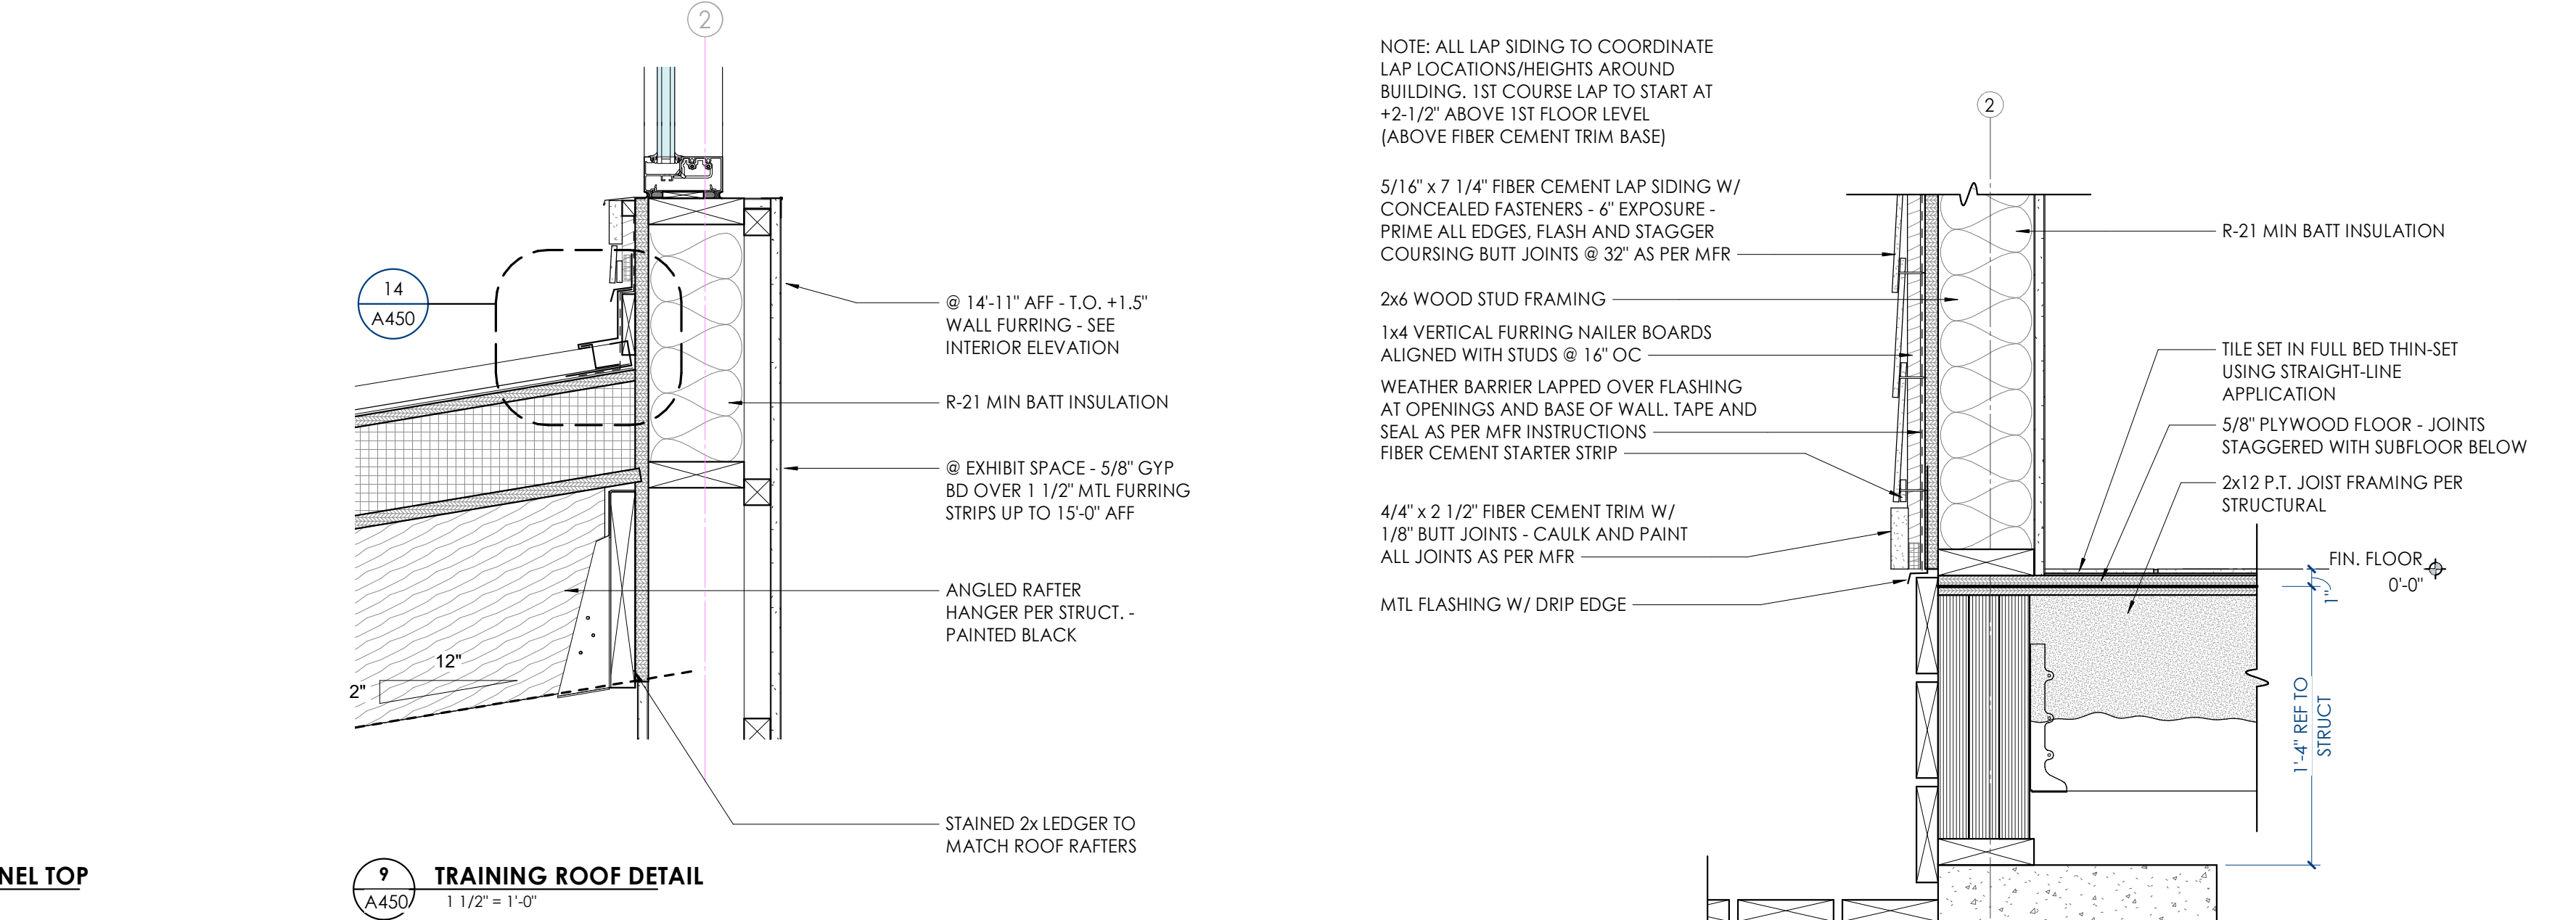 2
14
A450
@ 14'-11" AFF - T.O. +1.5"
WALL FURRING - SEE
INTERIOR ELEVATION
R-21 MIN BATT INSULATION
@ EXHIBIT SPACE - 5/8" GYP
BD OVER 1 1/2" MTL FURRING
STRIPS UP TO 15'-0" AFF
ANGLED RAFTER
HANGER PER STRUCT. -
PAINTED BLACK
12"
2"
STAINED 2x LEDGER TO
MATCH ROOF RAFTERS
NEL TOP
9
A450
TRAINING ROOF DETAIL
1 1/2" = 1'-0"
NOTE: ALL LAP SIDING TO COORDINATE
LAP LOCATIONS/HEIGHTS AROUND
BUILDING. 1ST COURSE LAP TO START AT
+2-1/2" ABOVE 1ST FLOOR LEVEL
(ABOVE FIBER CEMENT TRIM BASE)
5/16" x 7 1/4" FIBER CEMENT LAP SIDING W/
CONCEALED FASTENERS - 6" EXPOSURE -
PRIME ALL EDGES, FLASH AND STAGGER
COURSING BUTT JOINTS @ 32" AS PER MFR
2x6 WOOD STUD FRAMING
1x4 VERTICAL FURRING NAILER BOARDS
ALIGNED WITH STUDS @ 16" OC
WEATHER BARRIER LAPPED OVER FLASHING
AT OPENINGS AND BASE OF WALL. TAPE AND
SEAL AS PER MFR INSTRUCTIONS
FIBER CEMENT STARTER STRIP
4/4" x 2 1/2" FIBER CEMENT TRIM W/
1/8" BUTT JOINTS - CAULK AND PAINT
ALL JOINTS AS PER MFR
MTL FLASHING W/ DRIP EDGE
2
R-21 MIN BATT INSULATION
TILE SET IN FULL BED THIN-SET
USING STRAIGHT-LINE
APPLICATION
5/8" PLYWOOD FLOOR - JOINTS
STAGGERED WITH SUBFLOOR BELOW
2x12 P.T. JOIST FRAMING PER
STRUCTURAL
FIN. FLOOR
0'-0"
1"
1'-4" REF TO
STRUCT